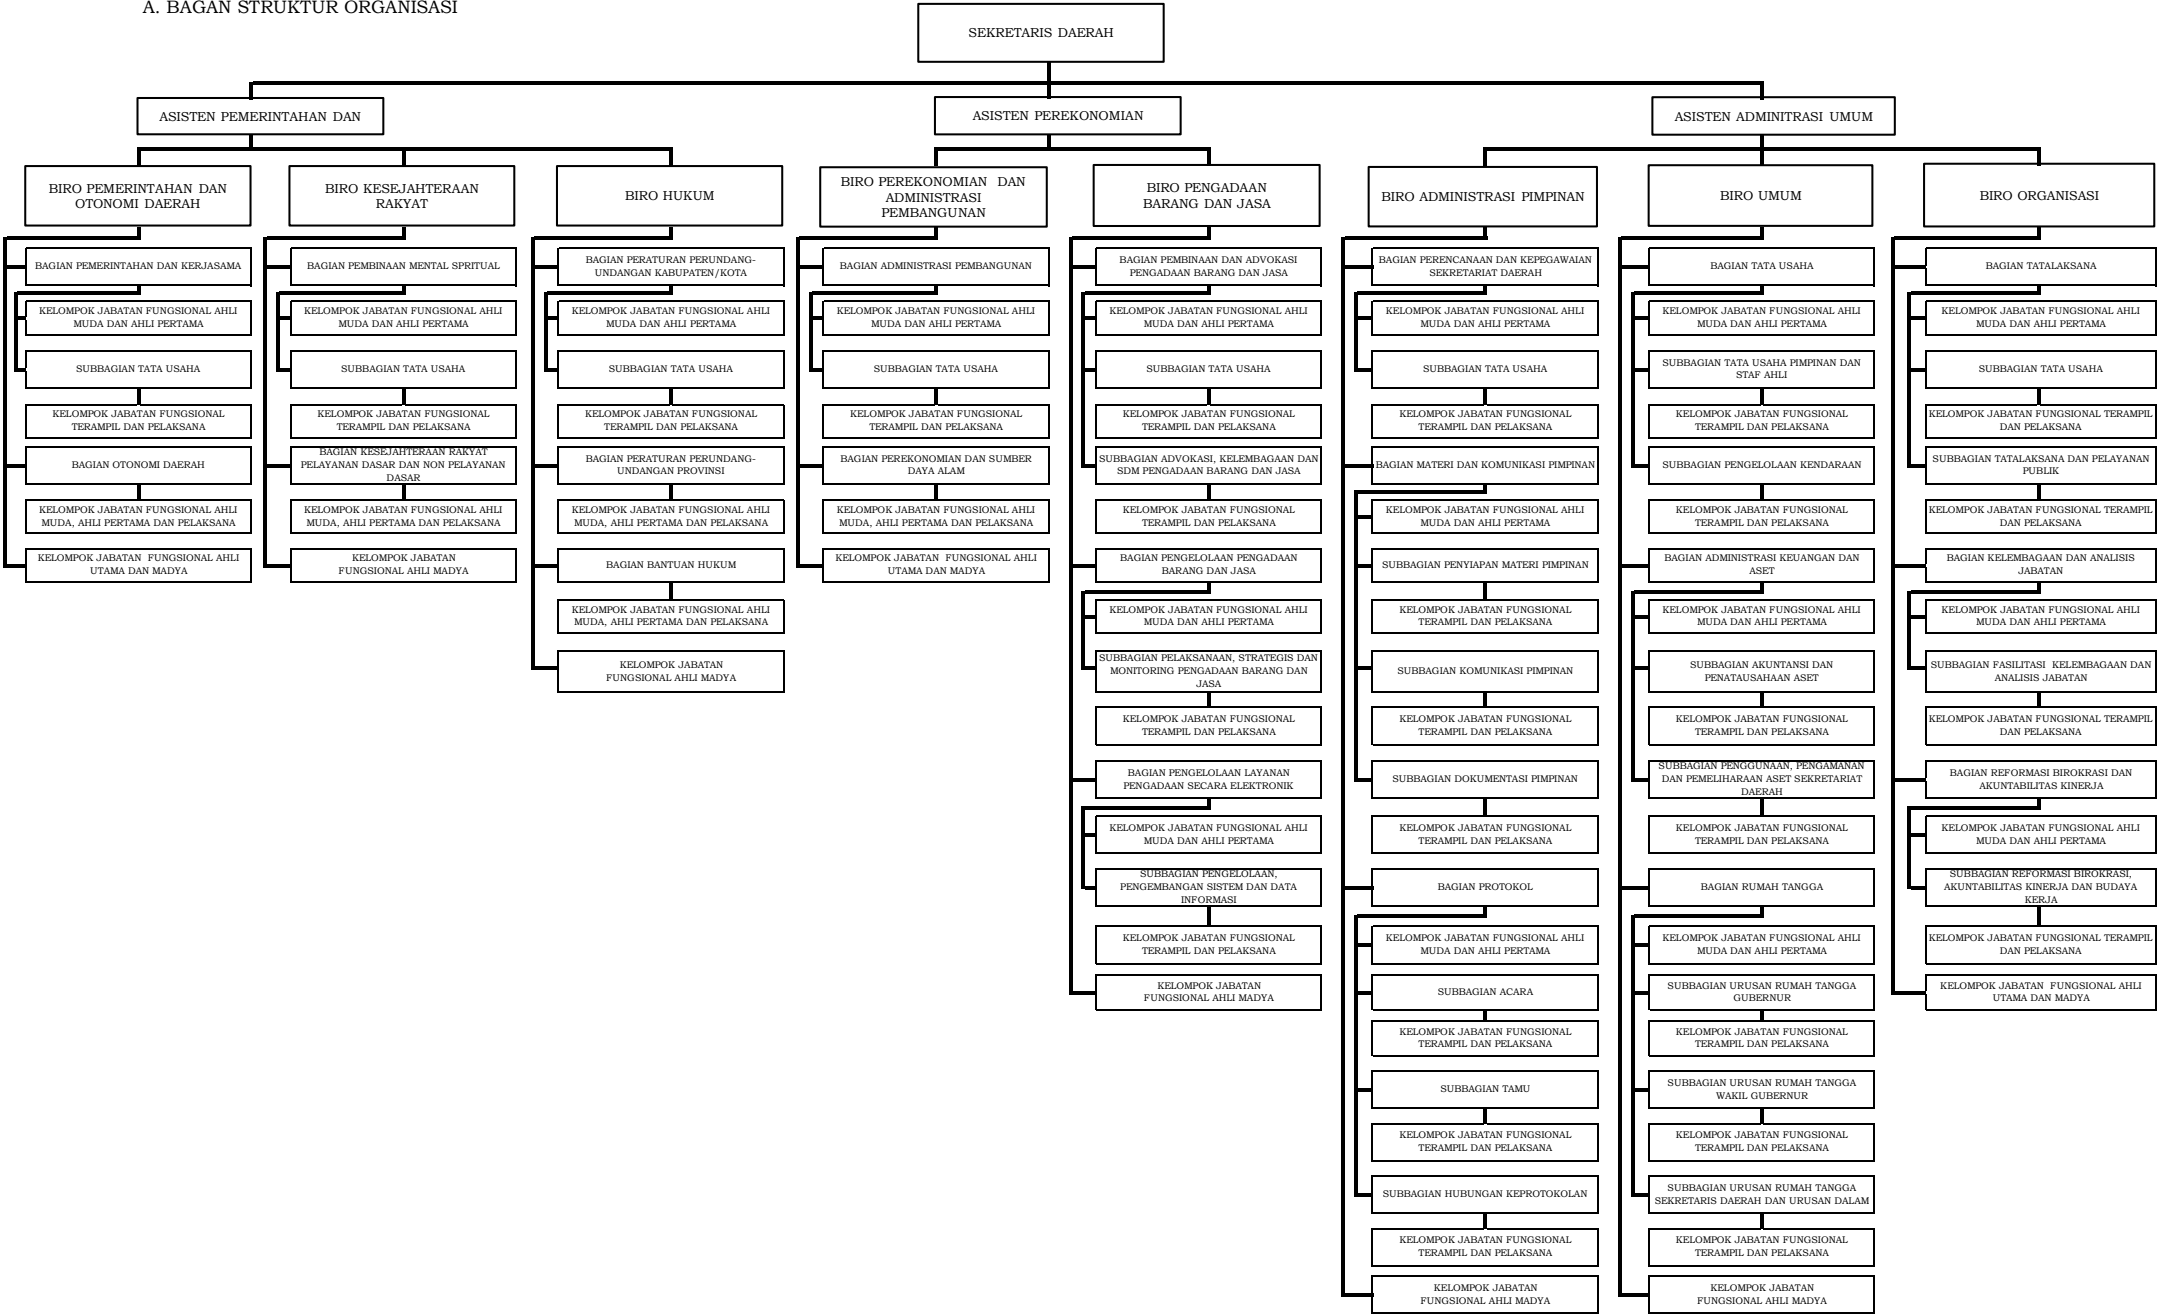 A. BAGAN STRUKTUR ORGANISASI
SEKRETARIS DAERAH
ASISTEN PEMERINTAHAN DAN
ASISTEN PEREKONOMIAN
ASISTEN ADMINITRASI UMUM
BIRO PEMERINTAHAN DAN
OTONOMI DAERAH
BAGIAN PEMERINTAHAN DAN KERJASAMA
KELOMPOK JABATAN FUNGSIONAL AHLI
MUDA DAN AHLI PERTAMA
SUBBAGIAN TATA USAHA
KELOMPOK JABATAN FUNGSIONAL
TERAMPIL DAN PELAKSANA
BAGIAN OTONOMI DAERAH
KELOMPOK JABATAN FUNGSIONAL AHLI
MUDA, AHLI PERTAMA DAN PELAKSANA
KELOMPOK JABATAN FUNGSIONAL AHLI
UTAMA DAN MADYA
BIRO KESEJAHTERAAN
RAKYAT
BAGIAN PEMBINAAN MENTAL SPRITUAL
KELOMPOK JABATAN FUNGSIONAL AHLI
MUDA DAN AHLI PERTAMA
SUBBAGIAN TATA USAHA
KELOMPOK JABATAN FUNGSIONAL
TERAMPIL DAN PELAKSANA
BAGIAN KESEJAHTERAAN RAKYAT
PELAYANAN DASAR DAN NON PELAYANAN
DASAR
KELOMPOK JABATAN FUNGSIONAL AHLI
MUDA, AHLI PERTAMA DAN PELAKSANA
KELOMPOK JABATAN
FUNGSIONAL AHLI MADYA
BIRO HUKUM
BAGIAN PERATURAN PERUNDANG-
UNDANGAN KABUPATEN/KOTA
KELOMPOK JABATAN FUNGSIONAL AHLI
MUDA DAN AHLI PERTAMA
SUBBAGIAN TATA USAHA
KELOMPOK JABATAN FUNGSIONAL
TERAMPIL DAN PELAKSANA
BAGIAN PERATURAN PERUNDANG-
UNDANGAN PROVINSI
KELOMPOK JABATAN FUNGSIONAL AHLI
MUDA, AHLI PERTAMA DAN PELAKSANA
BAGIAN BANTUAN HUKUM
KELOMPOK JABATAN FUNGSIONAL AHLI
MUDA, AHLI PERTAMA DAN PELAKSANA
KELOMPOK JABATAN
FUNGSIONAL AHLI MADYA
BIRO PEREKONOMIAN DAN
ADMINISTRASI
PEMBANGUNAN
BAGIAN ADMINISTRASI PEMBANGUNAN
KELOMPOK JABATAN FUNGSIONAL AHLI
MUDA DAN AHLI PERTAMA
SUBBAGIAN TATA USAHA
KELOMPOK JABATAN FUNGSIONAL
TERAMPIL DAN PELAKSANA
BAGIAN PEREKONOMIAN DAN SUMBER
DAYA ALAM
KELOMPOK JABATAN FUNGSIONAL AHLI
MUDA, AHLI PERTAMA DAN PELAKSANA
KELOMPOK JABATAN FUNGSIONAL AHLI
UTAMA DAN MADYA
BIRO PENGADAAN
BARANG DAN JASA
BAGIAN PEMBINAAN DAN ADVOKASI
PENGADAAN BARANG DAN JASA
KELOMPOK JABATAN FUNGSIONAL AHLI
MUDA DAN AHLI PERTAMA
SUBBAGIAN TATA USAHA
KELOMPOK JABATAN FUNGSIONAL
TERAMPIL DAN PELAKSANA
SUBBAGIAN ADVOKASI, KELEMBAGAAN DAN
SDM PENGADAAN BARANG DAN JASA
KELOMPOK JABATAN FUNGSIONAL
TERAMPIL DAN PELAKSANA
BAGIAN PENGELOLAAN PENGADAAN
BARANG DAN JASA
KELOMPOK JABATAN FUNGSIONAL AHLI
MUDA DAN AHLI PERTAMA
SUBBAGIAN PELAKSANAAN, STRATEGIS DAN
MONITORING PENGADAAN BARANG DAN
JASA
KELOMPOK JABATAN FUNGSIONAL
TERAMPIL DAN PELAKSANA
BAGIAN PENGELOLAAN LAYANAN
PENGADAAN SECARA ELEKTRONIK
KELOMPOK JABATAN FUNGSIONAL AHLI
MUDA DAN AHLI PERTAMA
SUBBAGIAN PENGELOLAAN,
PENGEMBANGAN SISTEM DAN DATA
INFORMASI
KELOMPOK JABATAN FUNGSIONAL
TERAMPIL DAN PELAKSANA
KELOMPOK JABATAN
FUNGSIONAL AHLI MADYA
BIRO ADMINISTRASI PIMPINAN
BAGIAN PERENCANAAN DAN KEPEGAWAIAN
SEKRETARIAT DAERAH
KELOMPOK JABATAN FUNGSIONAL AHLI
MUDA DAN AHLI PERTAMA
SUBBAGIAN TATA USAHA
KELOMPOK JABATAN FUNGSIONAL
TERAMPIL DAN PELAKSANA
BAGIAN MATERI DAN KOMUNIKASI PIMPINAN
KELOMPOK JABATAN FUNGSIONAL AHLI
MUDA DAN AHLI PERTAMA
SUBBAGIAN PENYIAPAN MATERI PIMPINAN
KELOMPOK JABATAN FUNGSIONAL
TERAMPIL DAN PELAKSANA
SUBBAGIAN KOMUNIKASI PIMPINAN
KELOMPOK JABATAN FUNGSIONAL
TERAMPIL DAN PELAKSANA
SUBBAGIAN DOKUMENTASI PIMPINAN
KELOMPOK JABATAN FUNGSIONAL
TERAMPIL DAN PELAKSANA
BAGIAN PROTOKOL
KELOMPOK JABATAN FUNGSIONAL AHLI
MUDA DAN AHLI PERTAMA
SUBBAGIAN ACARA
KELOMPOK JABATAN FUNGSIONAL
TERAMPIL DAN PELAKSANA
SUBBAGIAN TAMU
KELOMPOK JABATAN FUNGSIONAL
TERAMPIL DAN PELAKSANA
SUBBAGIAN HUBUNGAN KEPROTOKOLAN
KELOMPOK JABATAN FUNGSIONAL
TERAMPIL DAN PELAKSANA
KELOMPOK JABATAN
FUNGSIONAL AHLI MADYA
BIRO UMUM
BAGIAN TATA USAHA
KELOMPOK JABATAN FUNGSIONAL AHLI
MUDA DAN AHLI PERTAMA
SUBBAGIAN TATA USAHA PIMPINAN DAN
STAF AHLI
KELOMPOK JABATAN FUNGSIONAL
TERAMPIL DAN PELAKSANA
SUBBAGIAN PENGELOLAAN KENDARAAN
KELOMPOK JABATAN FUNGSIONAL
TERAMPIL DAN PELAKSANA
BAGIAN ADMINISTRASI KEUANGAN DAN
ASET
KELOMPOK JABATAN FUNGSIONAL AHLI
MUDA DAN AHLI PERTAMA
SUBBAGIAN AKUNTANSI DAN
PENATAUSAHAAN ASET
KELOMPOK JABATAN FUNGSIONAL
TERAMPIL DAN PELAKSANA
SUBBAGIAN PENGGUNAAN, PENGAMANAN
DAN PEMELIHARAAN ASET SEKRETARIAT
DAERAH
KELOMPOK JABATAN FUNGSIONAL
TERAMPIL DAN PELAKSANA
BAGIAN RUMAH TANGGA
KELOMPOK JABATAN FUNGSIONAL AHLI
MUDA DAN AHLI PERTAMA
SUBBAGIAN URUSAN RUMAH TANGGA
GUBERNUR
KELOMPOK JABATAN FUNGSIONAL
TERAMPIL DAN PELAKSANA
SUBBAGIAN URUSAN RUMAH TANGGA
WAKIL GUBERNUR
KELOMPOK JABATAN FUNGSIONAL
TERAMPIL DAN PELAKSANA
SUBBAGIAN URUSAN RUMAH TANGGA
SEKRETARIS DAERAH DAN URUSAN DALAM
KELOMPOK JABATAN FUNGSIONAL
TERAMPIL DAN PELAKSANA
KELOMPOK JABATAN
FUNGSIONAL AHLI MADYA
BIRO ORGANISASI
BAGIAN TATALAKSANA
KELOMPOK JABATAN FUNGSIONAL AHLI
MUDA DAN AHLI PERTAMA
SUBBAGIAN TATA USAHA
KELOMPOK JABATAN FUNGSIONAL TERAMPIL
DAN PELAKSANA
SUBBAGIAN TATALAKSANA DAN PELAYANAN
PUBLIK
KELOMPOK JABATAN FUNGSIONAL TERAMPIL
DAN PELAKSANA
BAGIAN KELEMBAGAAN DAN ANALISIS
JABATAN
KELOMPOK JABATAN FUNGSIONAL AHLI
MUDA DAN AHLI PERTAMA
SUBBAGIAN FASILITASI KELEMBAGAAN DAN
ANALISIS JABATAN
KELOMPOK JABATAN FUNGSIONAL TERAMPIL
DAN PELAKSANA
BAGIAN REFORMASI BIROKRASI DAN
AKUNTABILITAS KINERJA
KELOMPOK JABATAN FUNGSIONAL AHLI
MUDA DAN AHLI PERTAMA
SUBBAGIAN REFORMASI BIROKRASI,
AKUNTABILITAS KINERJA DAN BUDAYA
KERJA
KELOMPOK JABATAN FUNGSIONAL TERAMPIL
DAN PELAKSANA
KELOMPOK JABATAN FUNGSIONAL AHLI
UTAMA DAN MADYA